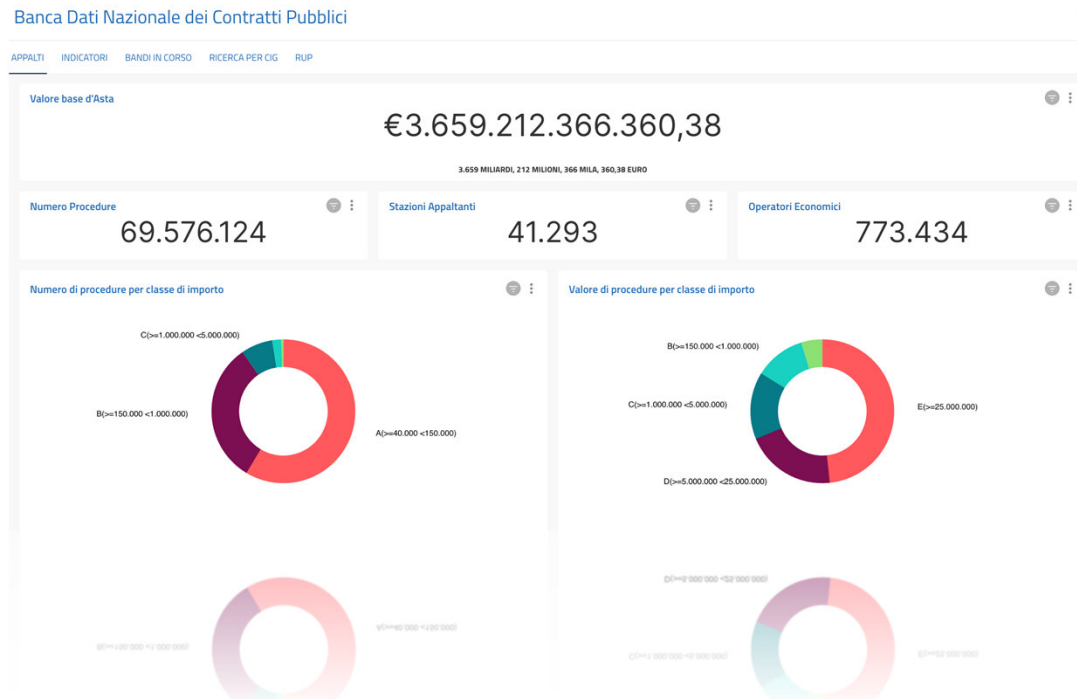 Banca Dati Nazionale dei Contratti Pubblici
APPALTI INDICATORI BANDI IN CORSO RICERCA PER CIG RUP
Valore base d'Asta
€3.659.212.366.360,38
3.659 MILIARDI, 212 MILIONI, 366 MILA, 360,38 EURO
Numero Procedure
69.576.124
Stazioni Appaltanti
41.293
Operatori Economici
773.434
Numero di procedure per classe di importo
C(>=1.000.000 <5.000.000)
B(>=150.000 <1.000.000)
A(>=40.000 <150.000)
Valore di procedure per classe di importo
B(>=150.000 <1.000.000)
C(>=1.000.000 <5.000.000)
E(>=25.000.000)
D(>=5.000.000 <25.000.000)